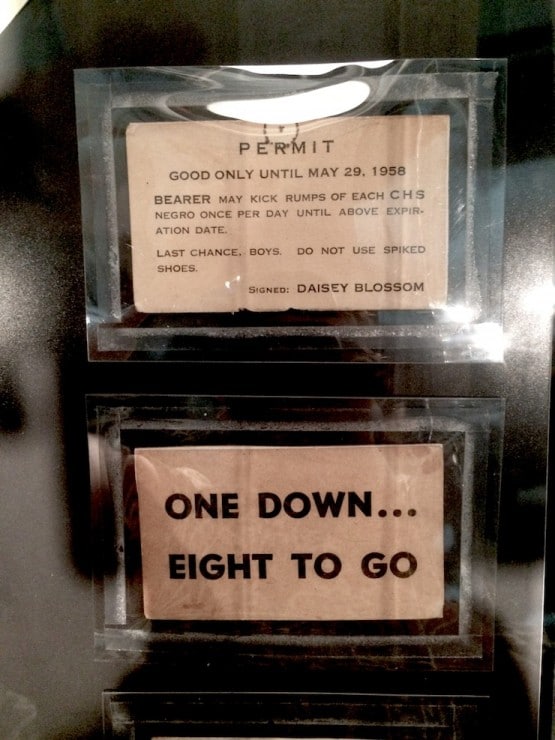 PERMIT
GOOD ONLY UNTIL MAY 29, 1958
BEARER MAY KICK RUMPS OF EACH CHS
NEGRO ONCE PER DAY UNTIL ABOVE EXPIR-
ATION DATE.
LAST CHANCE, BOYS. DO NOT USE SPIKED
SHOES.
SIGNED: DAISEY BLOSSOM
ONE DOWN...
EIGHT TO GO